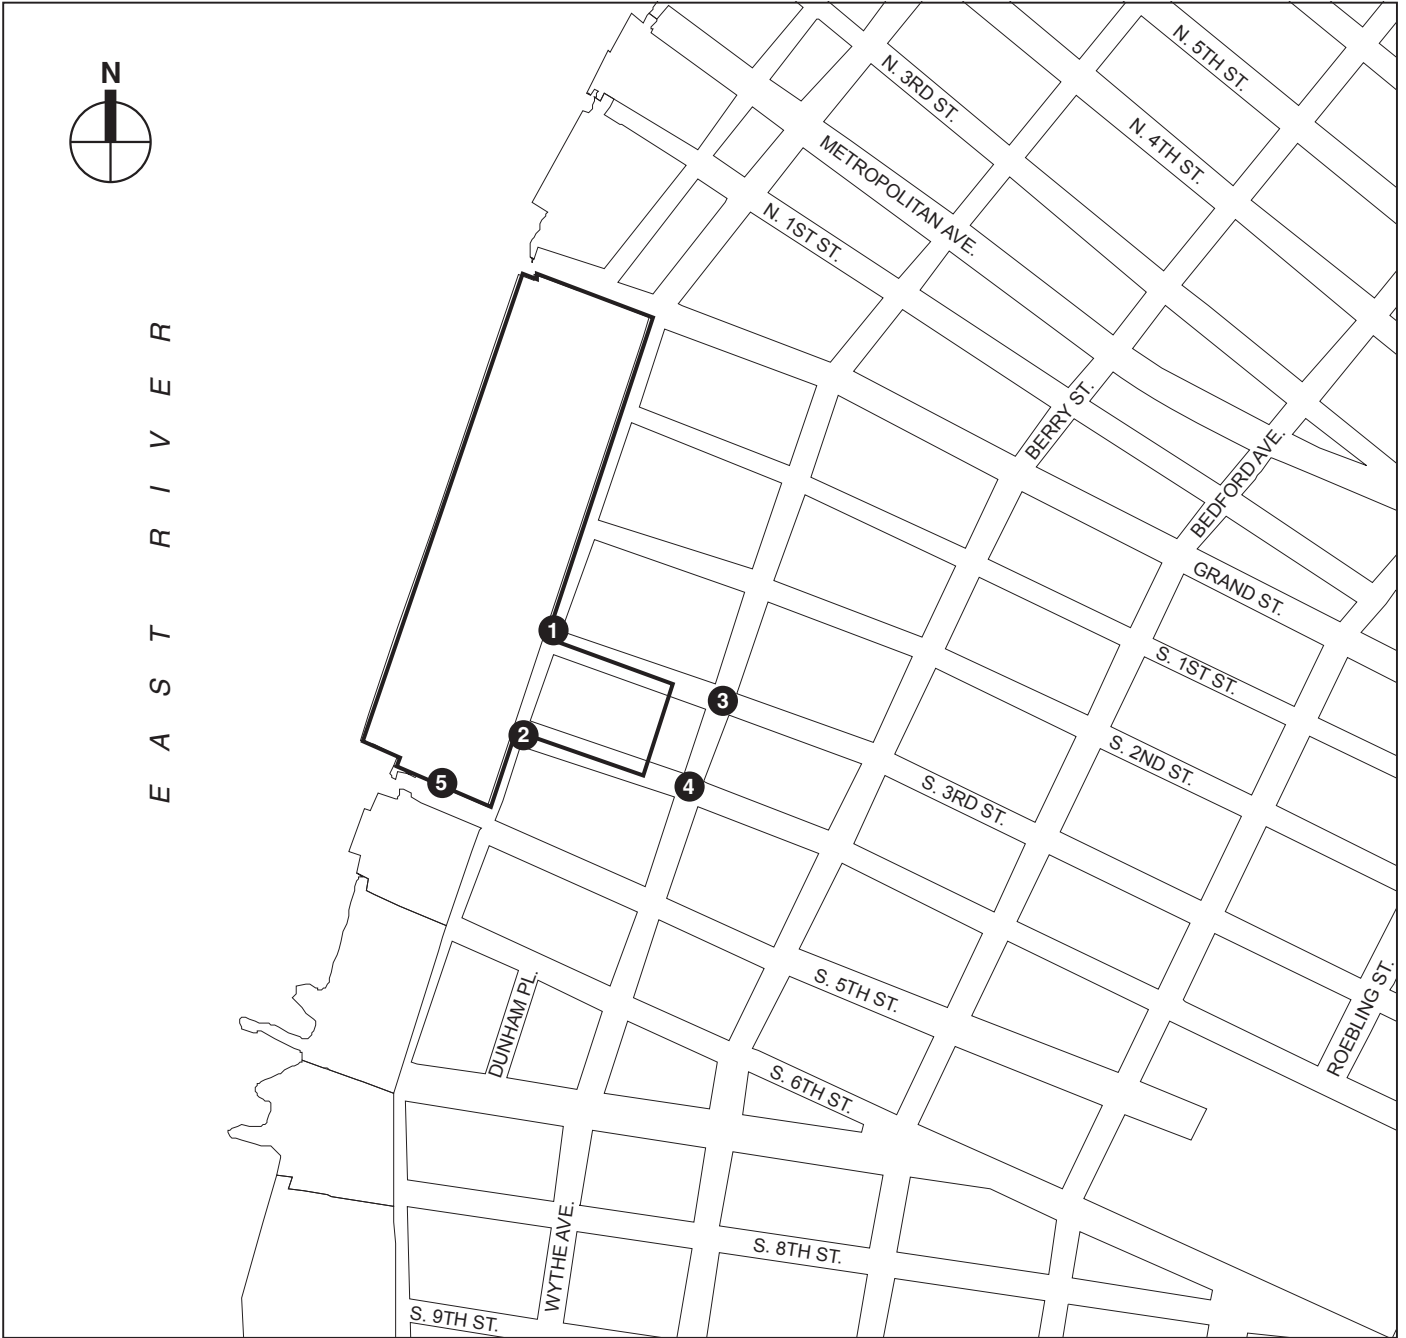 N
N. 5TH ST.
N. 3RD ST.
N. 4TH ST.
METROPOLITAN AVE.
N. 1ST ST.
EAST RIVER
BERRY ST.
BEDFORD AVE.
GRAND ST.
1
S. 1ST ST.
3
2
S. 2ND ST.
5
4
S. 3RD ST.
DUNHAM PL.
S. 5TH ST.
ROEBLING ST.
S. 6TH ST.
WYTHE AVE.
S. 8TH ST.
S. 9TH ST.